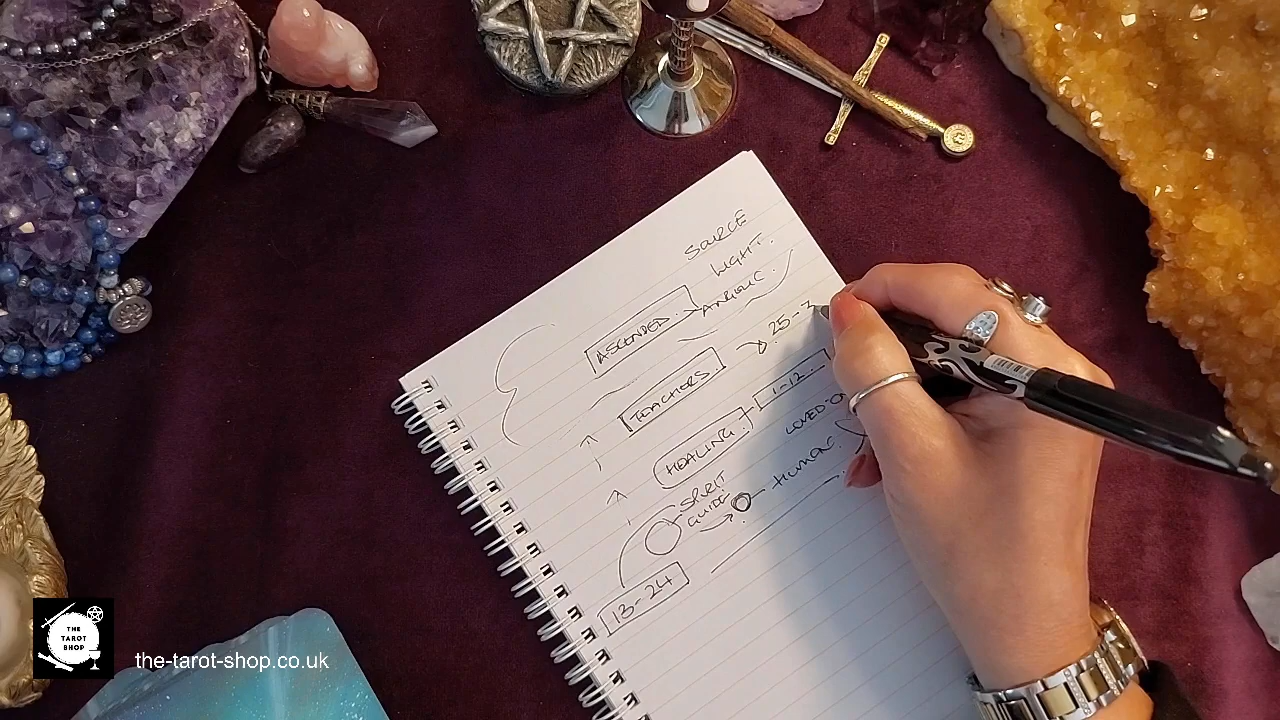 SOURCE
LIGHT.
ANGELIC.
ASCENDED.
25-3
TEACHERS.
1-12.
HEALING.
LOVED-O
HUMAN.
SPIRIT
GUIDE
13-24
THE
TAROT
SHOP
the-tarot-shop.co.uk